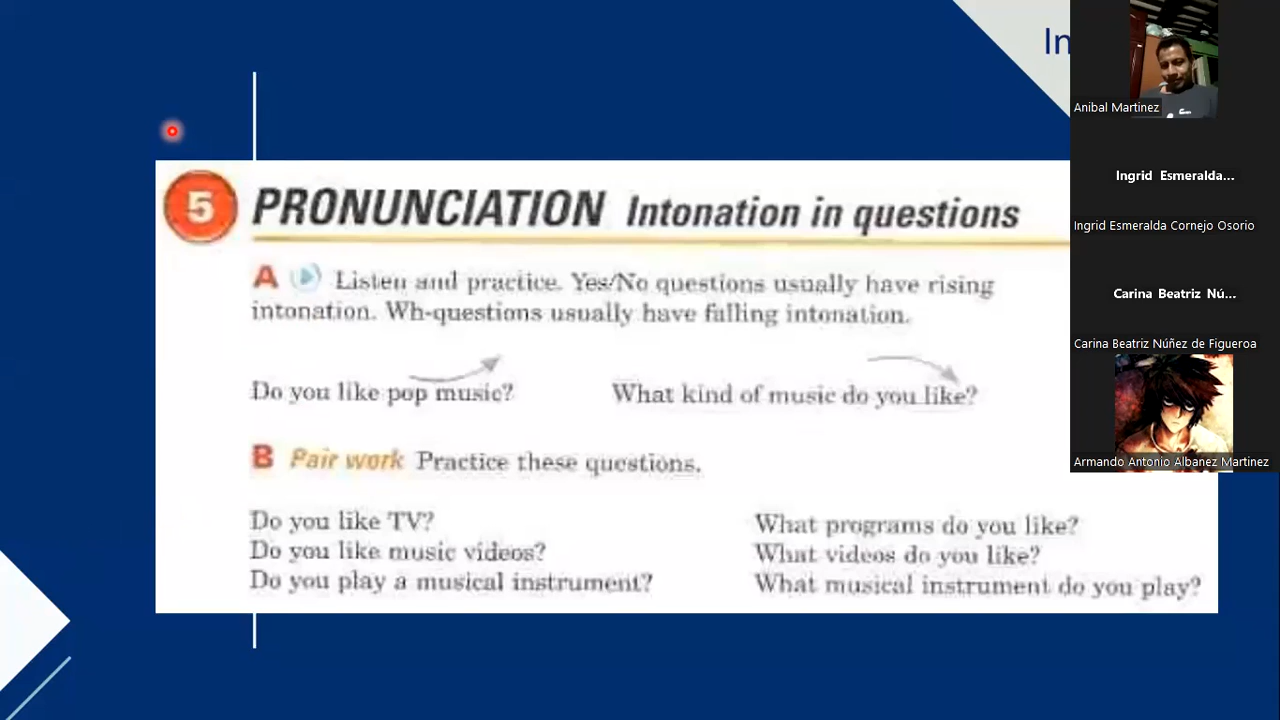 In
5 PRONUNCIATION Intonation in questions
A Listen and practice. Yes/No questions usually have rising
intonation. Wh-questions usually have falling intonation.
Do you like pop music? What kind of music do you like?
B Pair work Practice these questions.
Do you like TV? What programs do you like?
Do you like music videos? What videos do you like?
Do you play a musical instrument? What musical instrument do you play?
Anibal Martinez
Ingrid Esmeralda...
Ingrid Esmeralda Cornejo Osorio
Carina Beatriz Nú...
Carina Beatriz Núñez de Figueroa
Armando Antonio Albanez Martinez